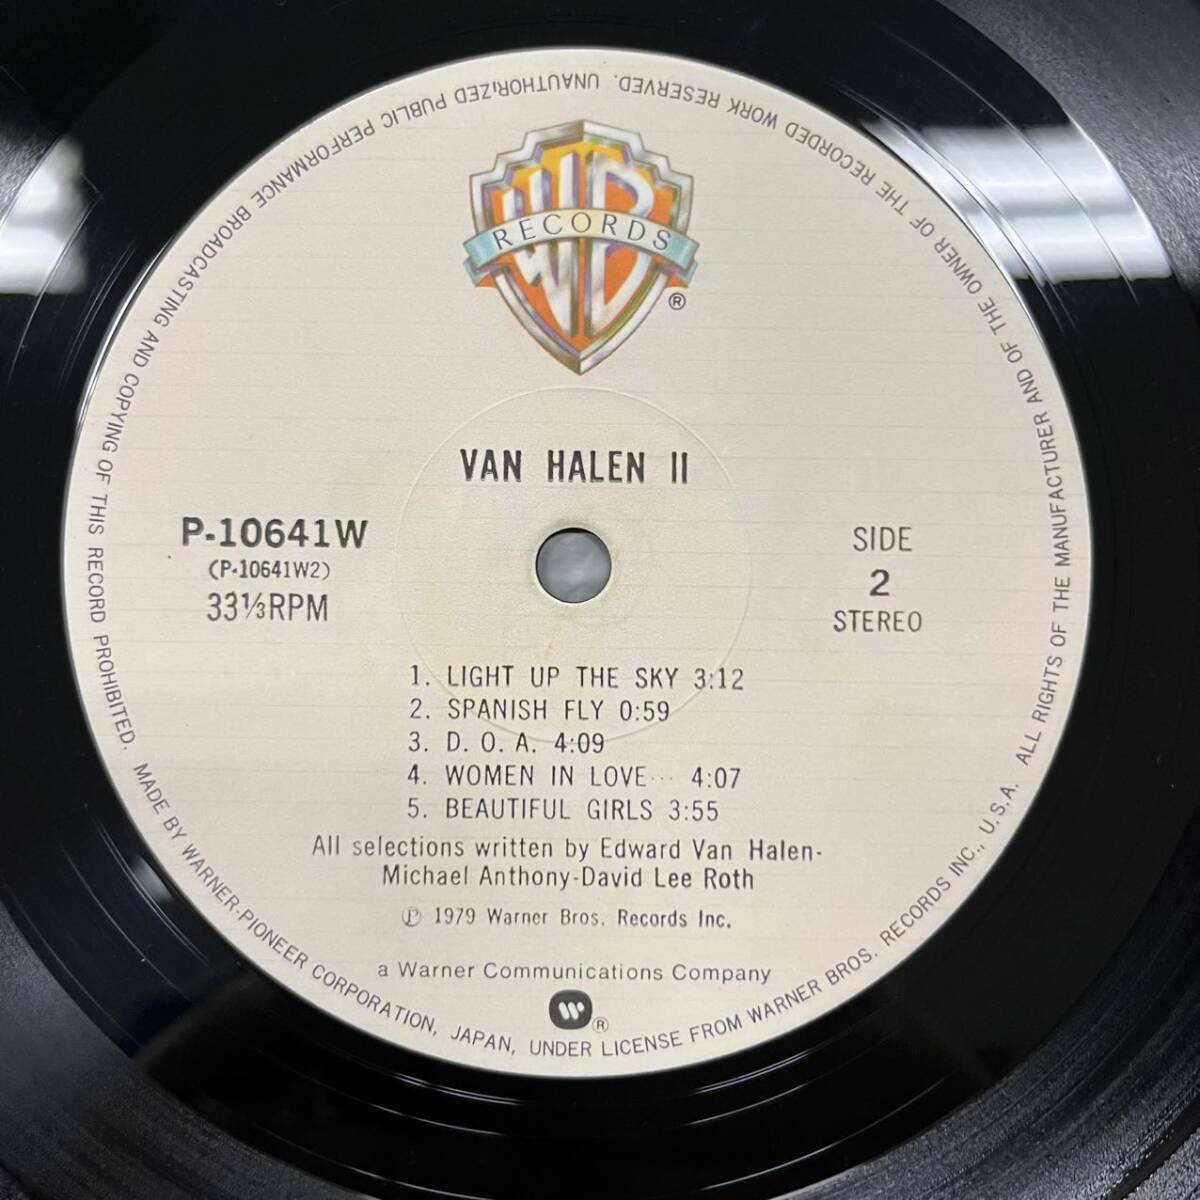 WB
RECORDS
®
VAN HALEN II
P-10641W
(P-10641W2)
33⅓RPM
SIDE
2
STEREO
1. LIGHT UP THE SKY 3:12
2. SPANISH FLY 0:59
3. D. O. A. 4:09
4. WOMEN IN LOVE··· 4:07
5. BEAUTIFUL GIRLS 3:55
All selections written by Edward Van Halen-
Michael Anthony-David Lee Roth
Ⓟ 1979 Warner Bros. Records Inc.
a Warner Communications Company
®
MADE BY WARNER-PIONEER CORPORATION, JAPAN, UNDER LICENSE FROM WARNER BROS. RECORDS INC., U.S.A. ALL RIGHTS OF THE MANUFACTURER AND OF THE OWNER OF THE RECORDED WORK RESERVED. UNAUTHORIZED PUBLIC PERFORMANCE BROADCASTING AND COPYING OF THIS RECORD PROHIBITED.